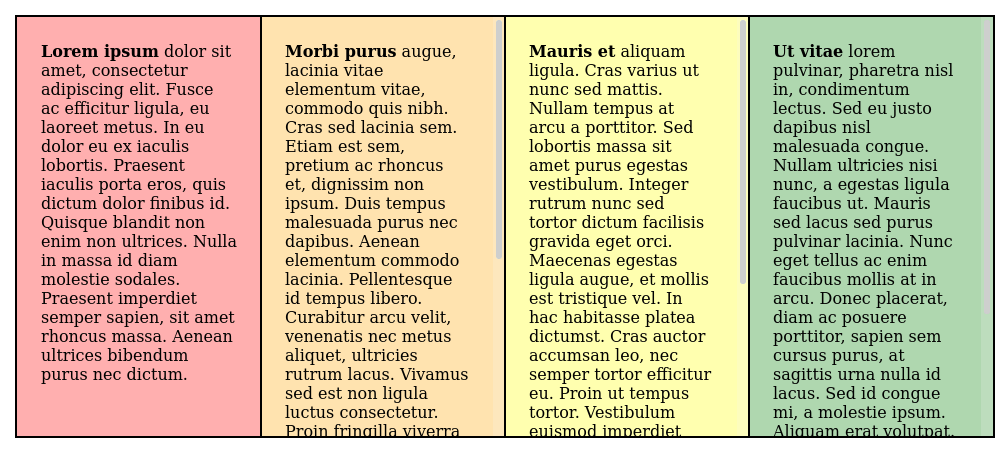 Lorem ipsum dolor sit
amet, consectetur
adipiscing elit. Fusce
ac efficitur ligula, eu
laoreet metus. In eu
dolor eu ex iaculis
lobortis. Praesent
iaculis porta eros, quis
dictum dolor finibus id.
Quisque blandit non
enim non ultrices. Nulla
in massa id diam
molestie sodales.
Praesent imperdiet
semper sapien, sit amet
rhoncus massa. Aenean
ultrices bibendum
purus nec dictum.
Morbi purus augue,
lacinia vitae
elementum vitae,
commodo quis nibh.
Cras sed lacinia sem.
Etiam est sem,
pretium ac rhoncus
et, dignissim non
ipsum. Duis tempus
malesuada purus nec
dapibus. Aenean
elementum commodo
lacinia. Pellentesque
id tempus libero.
Curabitur arcu velit,
venenatis nec metus
aliquet, ultricies
rutrum lacus. Vivamus
sed est non ligula
luctus consectetur.
Proin fringilla viverra
Mauris et aliquam
ligula. Cras varius ut
nunc sed mattis.
Nullam tempus at
arcu a porttitor. Sed
lobortis massa sit
amet purus egestas
vestibulum. Integer
rutrum nunc sed
tortor dictum facilisis
gravida eget orci.
Maecenas egestas
ligula augue, et mollis
est tristique vel. In
hac habitasse platea
dictumst. Cras auctor
accumsan leo, nec
semper tortor efficitur
eu. Proin ut tempus
tortor. Vestibulum
euismod imperdiet
Ut vitae lorem
pulvinar, pharetra nisl
in, condimentum
lectus. Sed eu justo
dapibus nisl
malesuada congue.
Nullam ultricies nisi
nunc, a egestas ligula
faucibus ut. Mauris
sed lacus sed purus
pulvinar lacinia. Nunc
eget tellus ac enim
faucibus mollis at in
arcu. Donec placerat,
diam ac posuere
porttitor, sapien sem
cursus purus, at
sagittis urna nulla id
lacus. Sed id congue
mi, a molestie ipsum.
Aliquam erat volutpat.